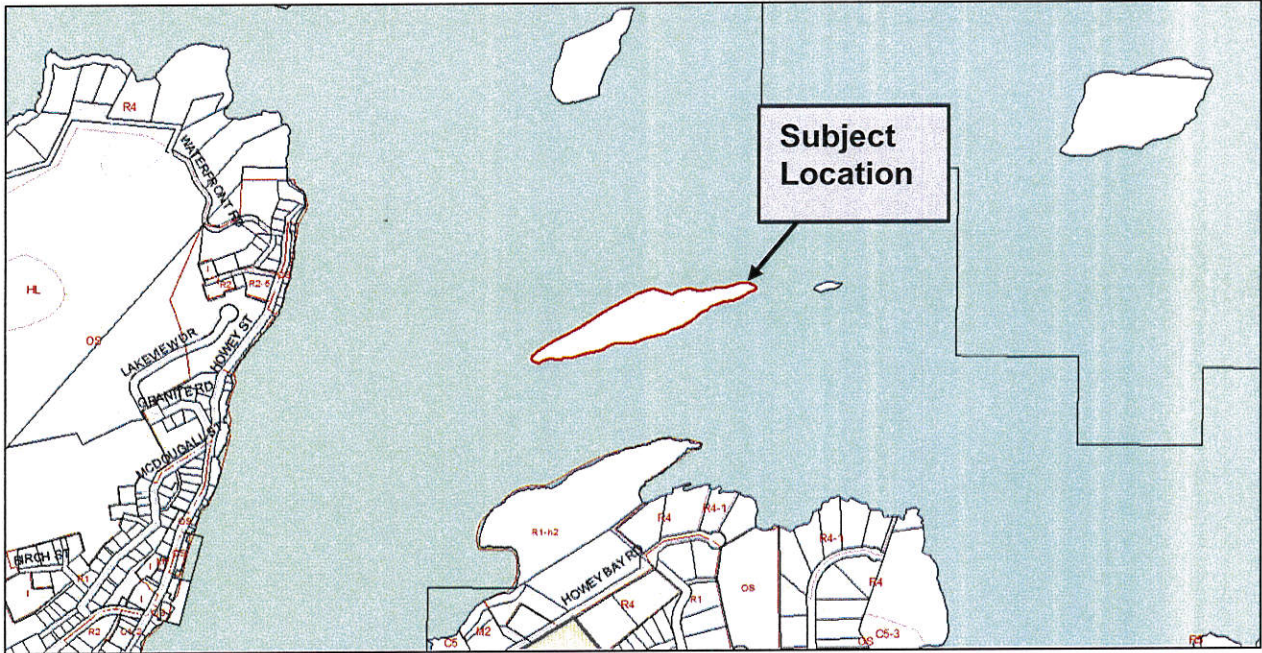 Subject
Location
R4
WATERFRONT RD
HL
OS
I
R2
R2-6
LAKEVIEW DR
HOWEY ST
GRANITE RD
MCDOUGALL ST
OS
BIRCH ST
R1
I
I
I
R2
R1-h2
R4
R4-1
HOWEY BAY RD
R4
R1
OS
R4-1
R4
C5-3
OS
C5
M2